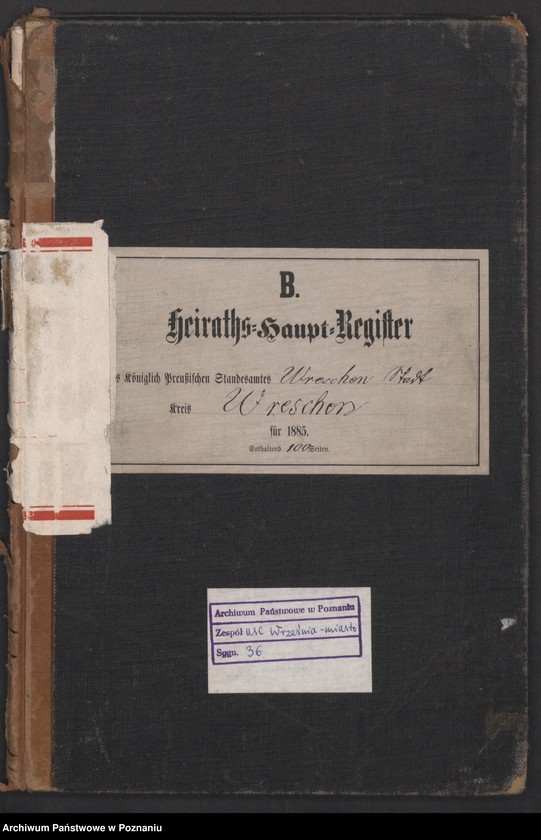 B.
Heiraths-Haupt-Register
s Königlich Preußischen Standesamtes Wreschen Stadt
Kreis Wreschen
für 1885.
Enthaltend 100 Seiten.
Archiwum Państwowe w Poznaniu
Zespół USC Września-miasto
Sygn. 36
Archiwum Państwowe w Poznaniu